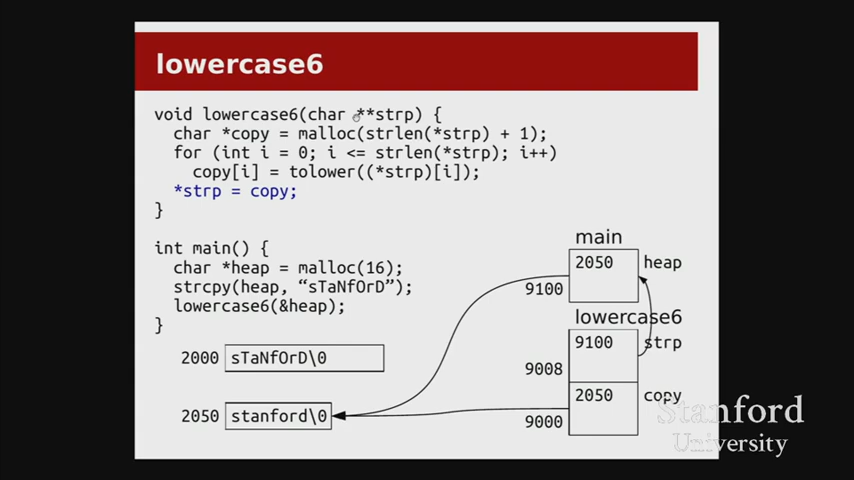 lowercase6
void lowercase6(char **strp) {
char *copy = malloc(strlen(*strp) + 1);
for (int i = 0; i <= strlen(*strp); i++)
copy[i] = tolower((*strp)[i]);
*strp = copy;
}
int main() {
char *heap = malloc(16);
strcpy(heap, “sTaNfOrD”);
lowercase6(&heap);
}
2000 sTaNfOrD\0
2050 stanford\0
main
2050 heap
9100
lowercase6
9100 strp
9008
2050 copy
9000
Stanford
University